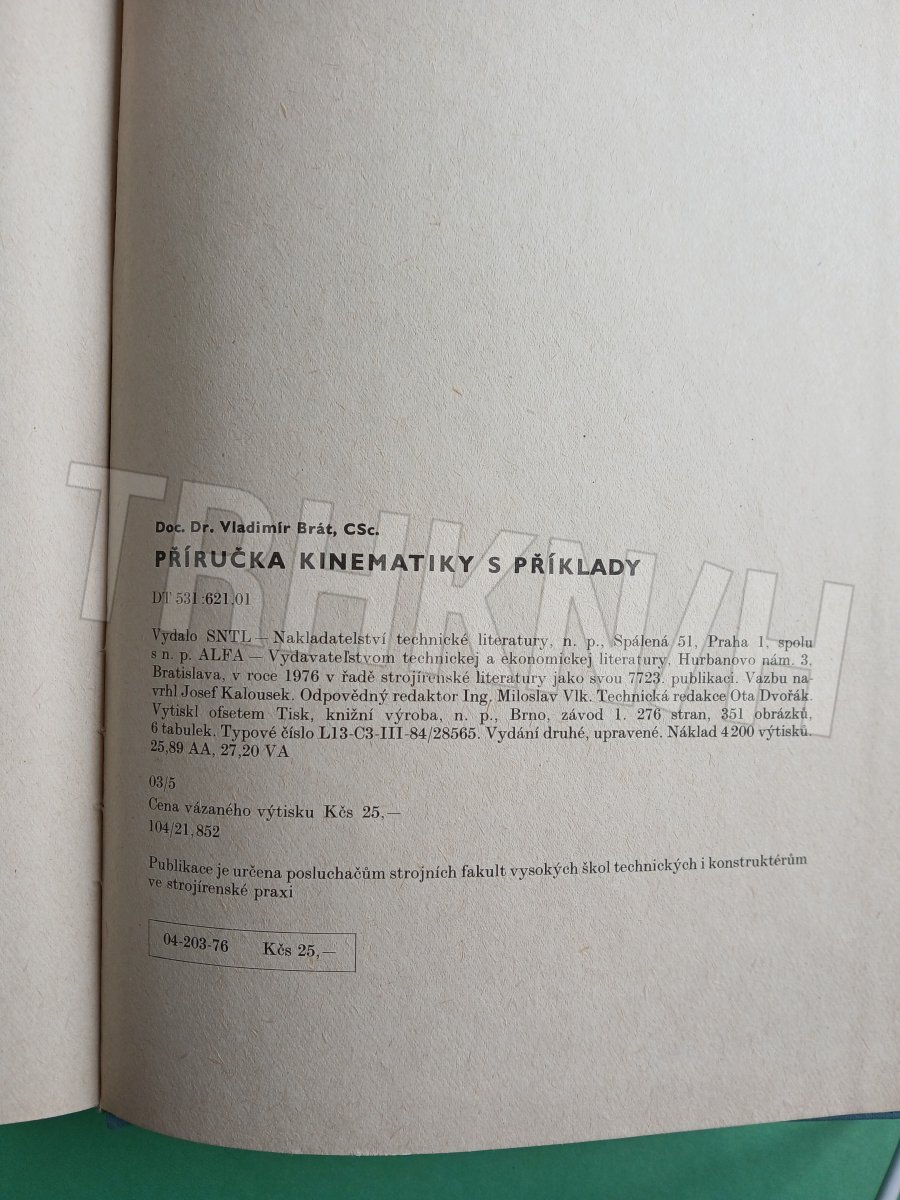 Doc. Dr. Vladimír Brát, CSc.
PŘÍRUČKA KINEMATIKY S PŘÍKLADY
DT 531:621.01
Vydalo SNTL — Nakladatelství technické literatury, n. p., Spálená 51, Praha 1, spolu
s n. p. ALFA — Vydavateľstvom technickej a ekonomickej literatury, Hurbanovo nám. 3,
Bratislava, v roce 1976 v řadě strojírenské literatury jako svou 7723. publikaci. Vazbu na-
vrhl Josef Kalousek. Odpovědný redaktor Ing. Miloslav Vlk. Technická redakce Ota Dvořák.
Vytiskl ofsetem Tisk, knižní výroba, n. p., Brno, závod 1. 276 stran, 351 obrázků,
6 tabulek. Typové číslo L13-C3-III-84/28565. Vydání druhé, upravené. Náklad 4200 výtisků.
25,89 AA, 27,20 VA
03/5
Cena vázaného výtisku Kčs 25,—
104/21,852
Publikace je určena posluchačům strojních fakult vysokých škol technických i konstruktérům
ve strojírenské praxi
04-203-76 Kčs 25,—
TRHKNIH